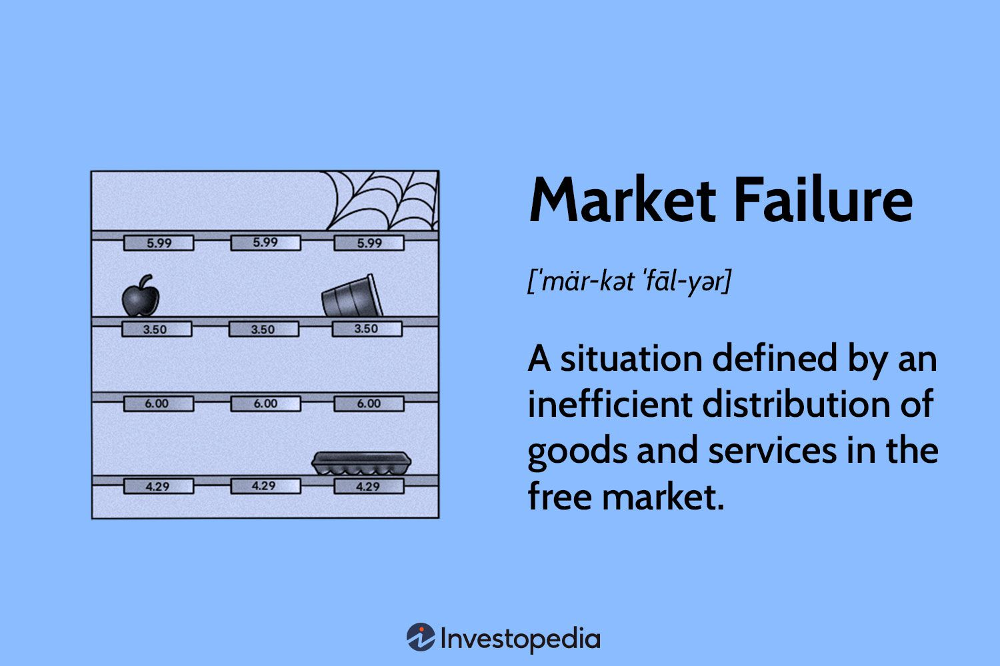 Market Failure
['mär-kət 'fāl-yər]
A situation defined by an
inefficient distribution of
goods and services in the
free market.
5.99 5.99 5.99
3.50 3.50 3.50
6.00 6.00 6.00
4.29 4.29 4.29
Investopedia